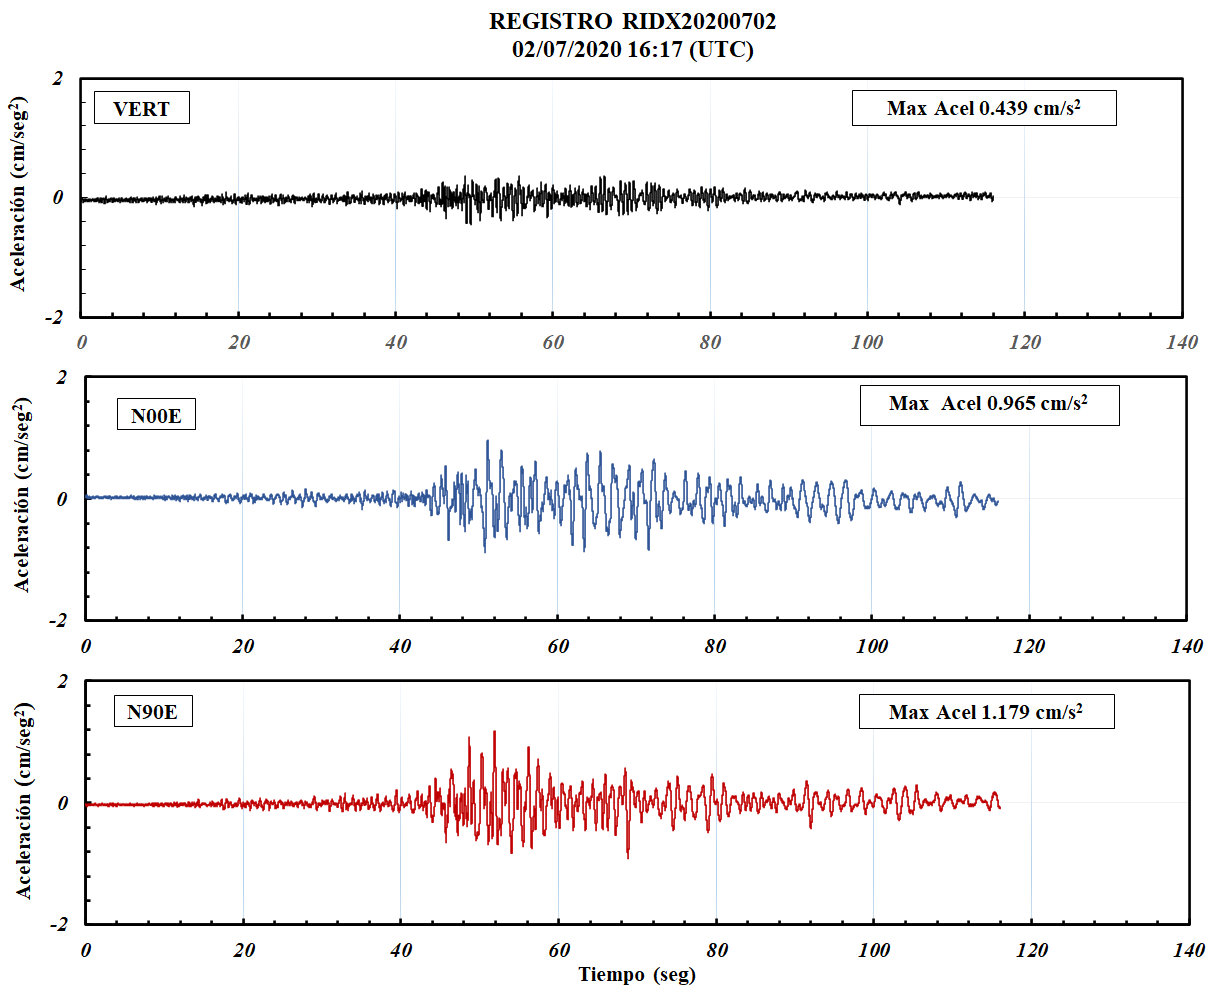 REGISTRO RIDX20200702
02/07/2020 16:17 (UTC)
Aceleración (cm/seg²)
2
0
-2
VERT
Max Acel 0.439 cm/s²
0 20 40 60 80 100 120 140
Aceleración (cm/seg²)
2
0
-2
N00E
Max Acel 0.965 cm/s²
0 20 40 60 80 100 120 140
Aceleración (cm/seg²)
2
0
-2
N90E
Max Acel 1.179 cm/s²
0 20 40 60 80 100 120 140
Tiempo (seg)